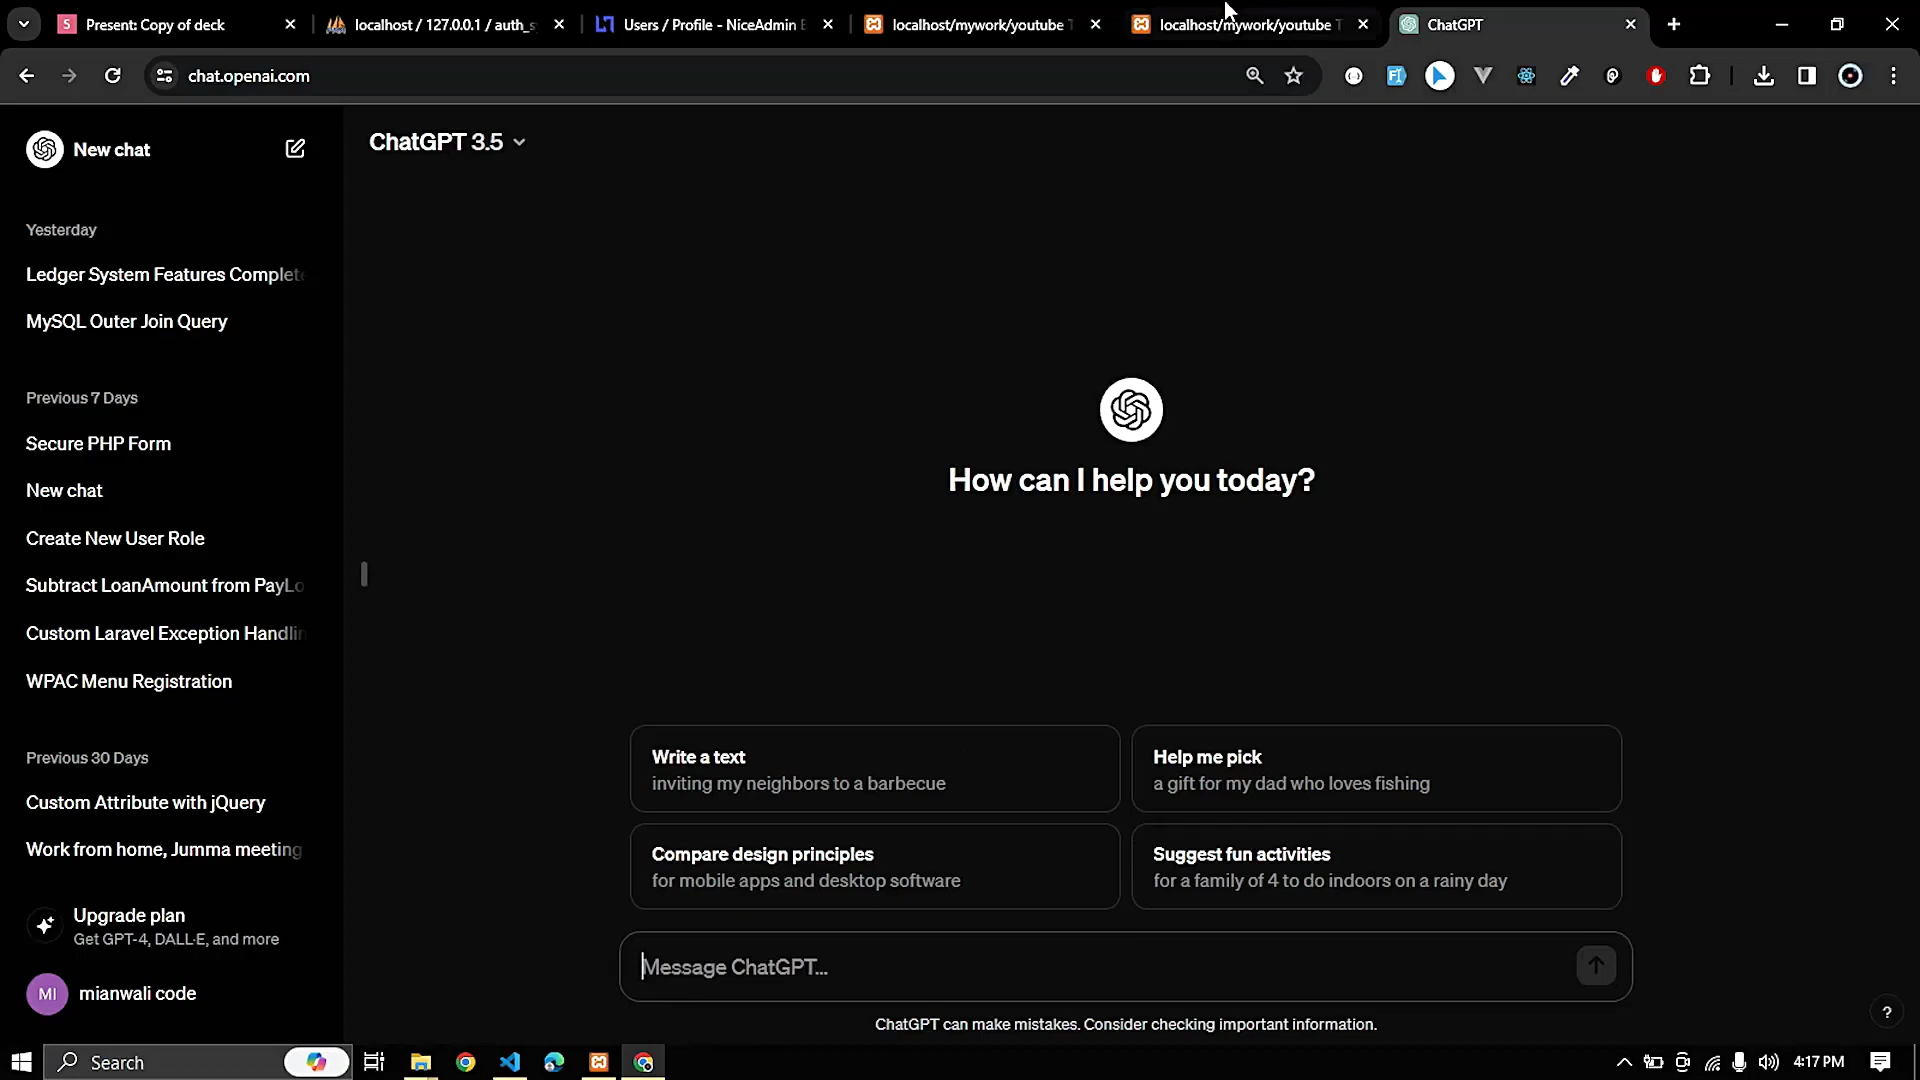 Present: Copy of deck
localhost / 127.0.0.1 / auth_s
Users / Profile - NiceAdmin B
localhost/mywork/youtube T
localhost/mywork/youtube T
ChatGPT
chat.openai.com
New chat
ChatGPT 3.5
Yesterday
Ledger System Features Complete
MySQL Outer Join Query
Previous 7 Days
Secure PHP Form
New chat
Create New User Role
Subtract LoanAmount from PayLo
Custom Laravel Exception Handlin
WPAC Menu Registration
Previous 30 Days
Custom Attribute with jQuery
Work from home, Jumma meeting
Upgrade plan
Get GPT-4, DALL·E, and more
MI
mianwali code
How can I help you today?
Write a text
inviting my neighbors to a barbecue
Help me pick
a gift for my dad who loves fishing
Compare design principles
for mobile apps and desktop software
Suggest fun activities
for a family of 4 to do indoors on a rainy day
Message ChatGPT...
ChatGPT can make mistakes. Consider checking important information.
?
Search
4:17 PM